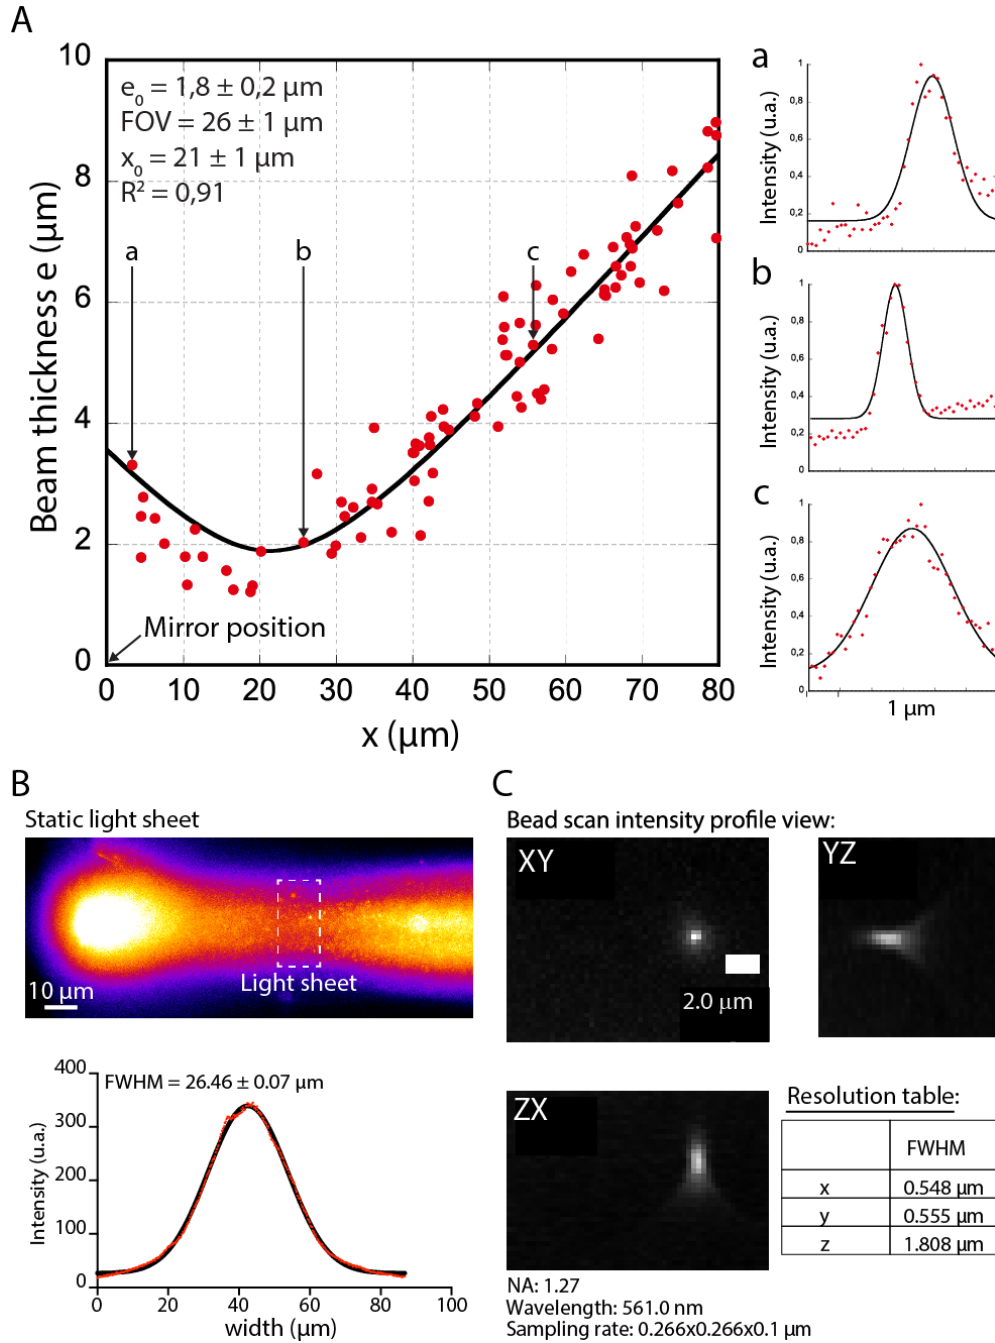 A
10
8
6
4
2
0
Beam thickness e (μm)
e0 = 1,8 ± 0,2 μm
FOV = 26 ± 1 μm
x0 = 21 ± 1 μm
R² = 0,91
a
b
c
Mirror position
0 10 20 30 40 50 60 70 80
x (μm)
a
Intensity (u.a.)
1
0,8
0,6
0,4
0,2
0
b
Intensity (u.a.)
1
0,8
0,6
0,4
0,2
0
c
Intensity (u.a.)
1
0,8
0,6
0,4
0,2
0
1 μm
B
Static light sheet
Light sheet
10 μm
FWHM = 26.46 ± 0.07 μm
Intensity (u.a.)
400
300
200
100
0
0 20 40 60 80 100
width (μm)
C
Bead scan intensity profile view:
XY
2.0 μm
YZ
ZX
NA: 1.27
Wavelength: 561.0 nm
Sampling rate: 0.266x0.266x0.1 μm
Resolution table:
FWHM
x 0.548 μm
y 0.555 μm
z 1.808 μm